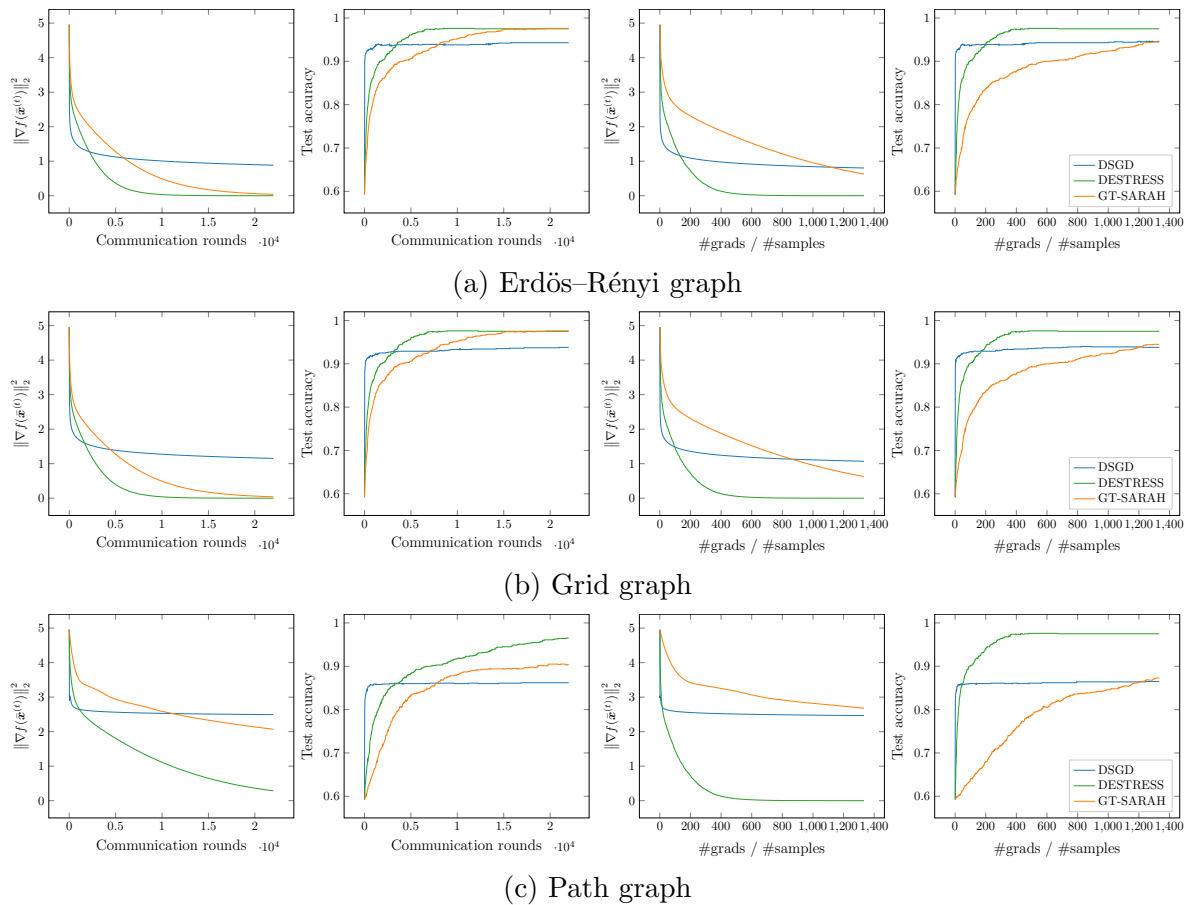 5
4
3
2
1
0
‖∇f(x̄⁽ᵗ⁾)‖₂²
0 0.5 1 1.5 2
Communication rounds ·10⁴
1
0.9
0.8
0.7
0.6
Test accuracy
0 0.5 1 1.5 2
Communication rounds ·10⁴
5
4
3
2
1
0
‖∇f(x̄⁽ᵗ⁾)‖₂²
0 200 400 600 800 1,000 1,200 1,400
#grads / #samples
1
0.9
0.8
0.7
0.6
Test accuracy
DSGD
DESTRESS
GT-SARAH
0 200 400 600 800 1,000 1,200 1,400
#grads / #samples
(a) Erdös–Rényi graph
5
4
3
2
1
0
‖∇f(x̄⁽ᵗ⁾)‖₂²
0 0.5 1 1.5 2
Communication rounds ·10⁴
1
0.9
0.8
0.7
0.6
Test accuracy
0 0.5 1 1.5 2
Communication rounds ·10⁴
5
4
3
2
1
0
‖∇f(x̄⁽ᵗ⁾)‖₂²
0 200 400 600 800 1,000 1,200 1,400
#grads / #samples
1
0.9
0.8
0.7
0.6
Test accuracy
DSGD
DESTRESS
GT-SARAH
0 200 400 600 800 1,000 1,200 1,400
#grads / #samples
(b) Grid graph
5
4
3
2
1
0
‖∇f(x̄⁽ᵗ⁾)‖₂²
0 0.5 1 1.5 2
Communication rounds ·10⁴
1
0.9
0.8
0.7
0.6
Test accuracy
0 0.5 1 1.5 2
Communication rounds ·10⁴
5
4
3
2
1
0
‖∇f(x̄⁽ᵗ⁾)‖₂²
0 200 400 600 800 1,000 1,200 1,400
#grads / #samples
1
0.9
0.8
0.7
0.6
Test accuracy
DSGD
DESTRESS
GT-SARAH
0 200 400 600 800 1,000 1,200 1,400
#grads / #samples
(c) Path graph